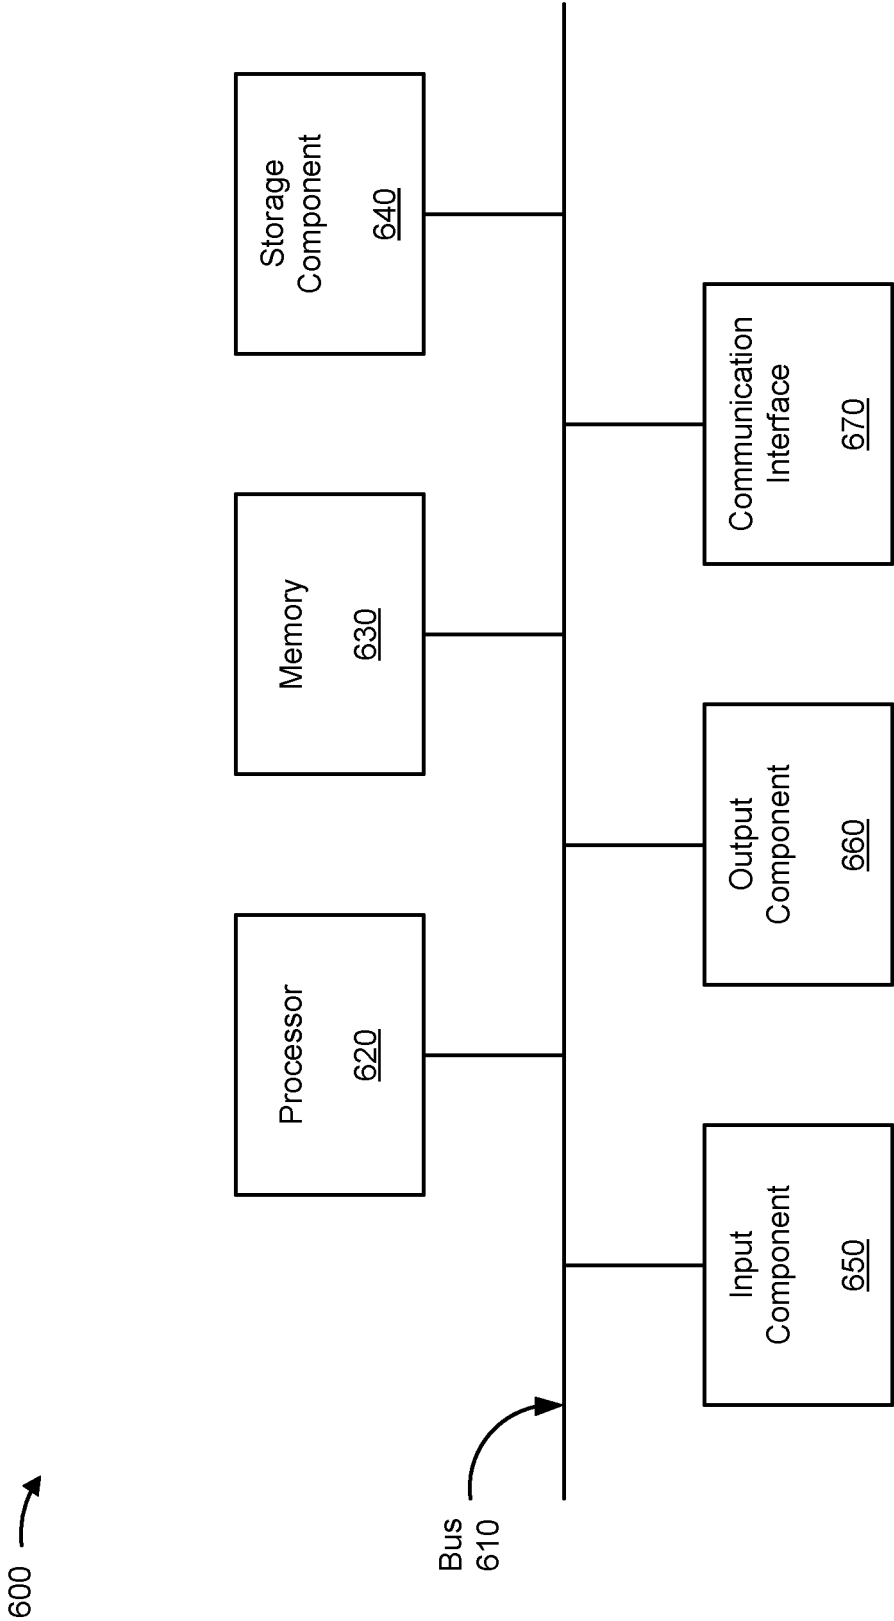 600
Processor
620
Memory
630
Storage
Component
640
Bus
610
Input
Component
650
Output
Component
660
Communication
Interface
670